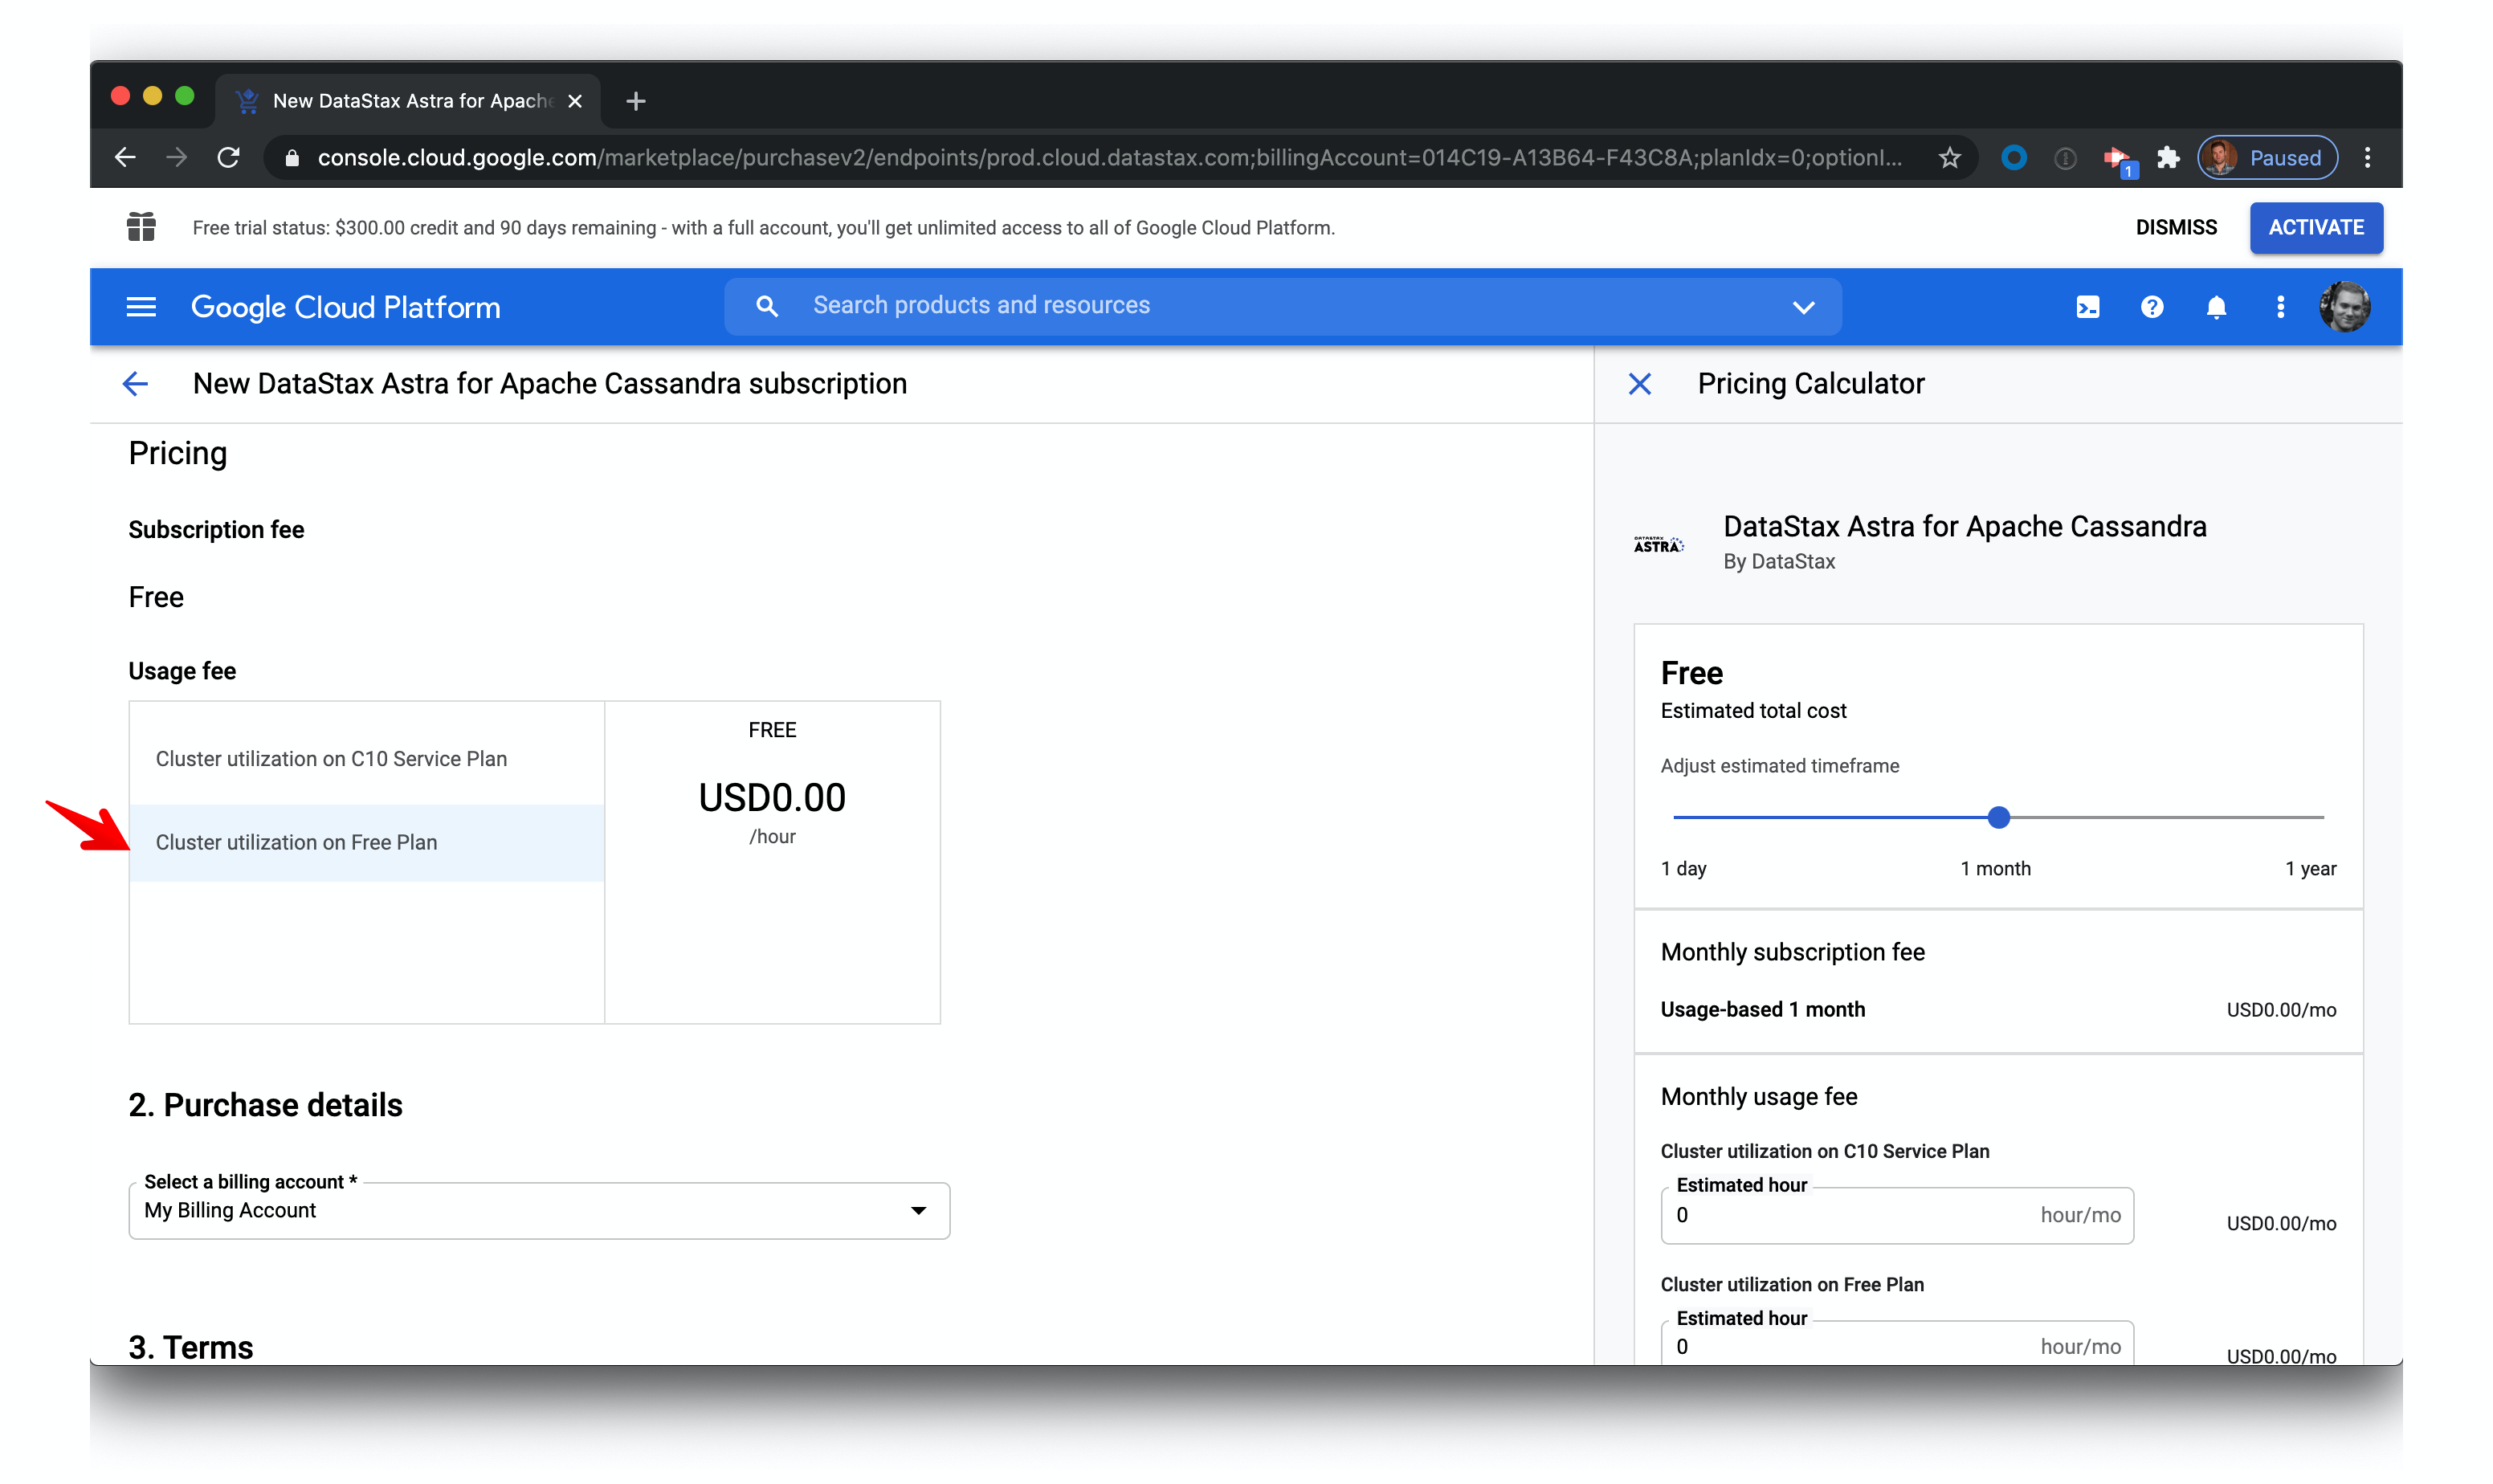 New DataStax Astra for Apache
console.cloud.google.com/marketplace/purchasev2/endpoints/prod.cloud.datastax.com;billingAccount=014C19-A13B64-F43C8A;planIdx=0;optionI...
1
Paused
Free trial status: $300.00 credit and 90 days remaining - with a full account, you'll get unlimited access to all of Google Cloud Platform.
DISMISS
ACTIVATE
Google Cloud Platform
Search products and resources
New DataStax Astra for Apache Cassandra subscription
Pricing
Subscription fee
Free
Usage fee
Cluster utilization on C10 Service Plan
Cluster utilization on Free Plan
FREE
USD0.00
/hour
2. Purchase details
Select a billing account *
My Billing Account
3. Terms
Pricing Calculator
DATASTAX
ASTRA
DataStax Astra for Apache Cassandra
By DataStax
Free
Estimated total cost
Adjust estimated timeframe
1 day 1 month 1 year
Monthly subscription fee
Usage-based 1 month USD0.00/mo
Monthly usage fee
Cluster utilization on C10 Service Plan
Estimated hour
0 hour/mo USD0.00/mo
Cluster utilization on Free Plan
Estimated hour
0 hour/mo USD0.00/mo